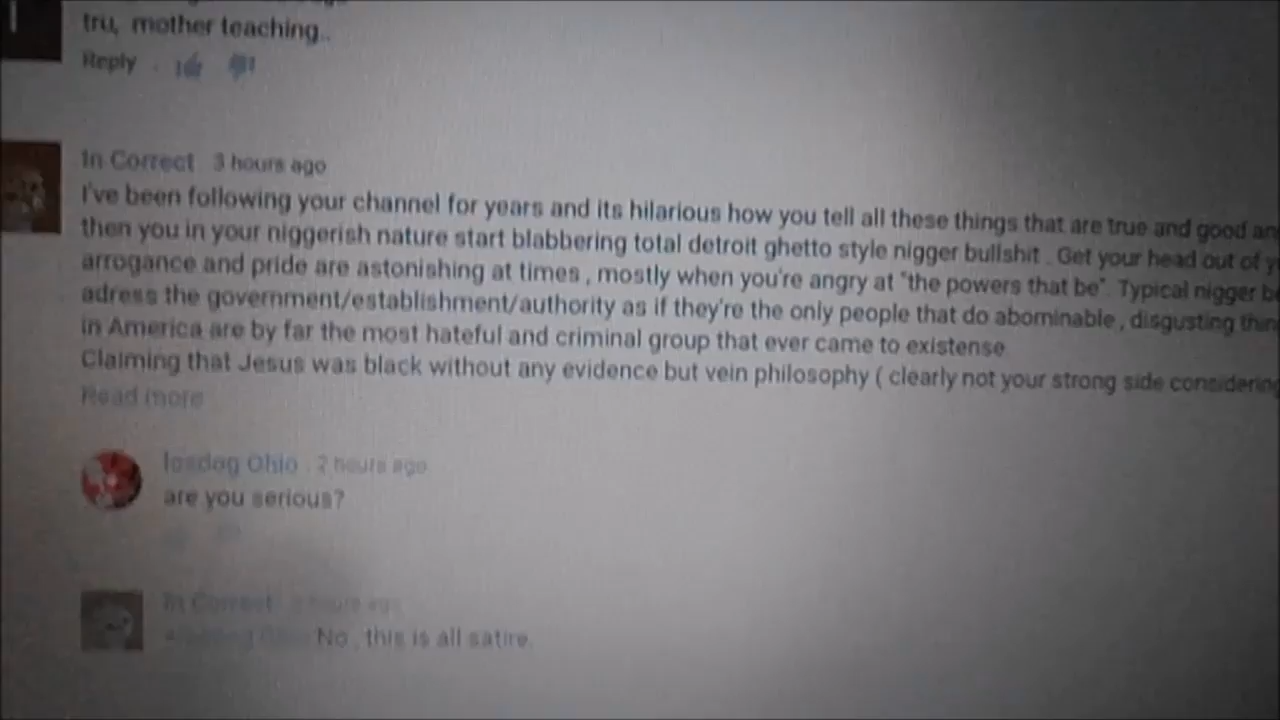 tru, mother teaching..
Reply
In Correct 3 hours ago
I've been following your channel for years and its hilarious how you tell all these things that are true and good an
then you in your niggerish nature start blabbering total detroit ghetto style nigger bullshit . Get your head out of y
arrogance and pride are astonishing at times , mostly when you're angry at "the powers that be". Typical nigger be
adress the government/establishment/authority as if they're the only people that do abominable , disgusting thin
in America are by far the most hateful and criminal group that ever came to existense
Claiming that Jesus was black without any evidence but vein philosophy ( clearly not your strong side considering
Read more
Ohio 2 hours ago
are you serious?
In Correct hours ago
No , this is all satire.